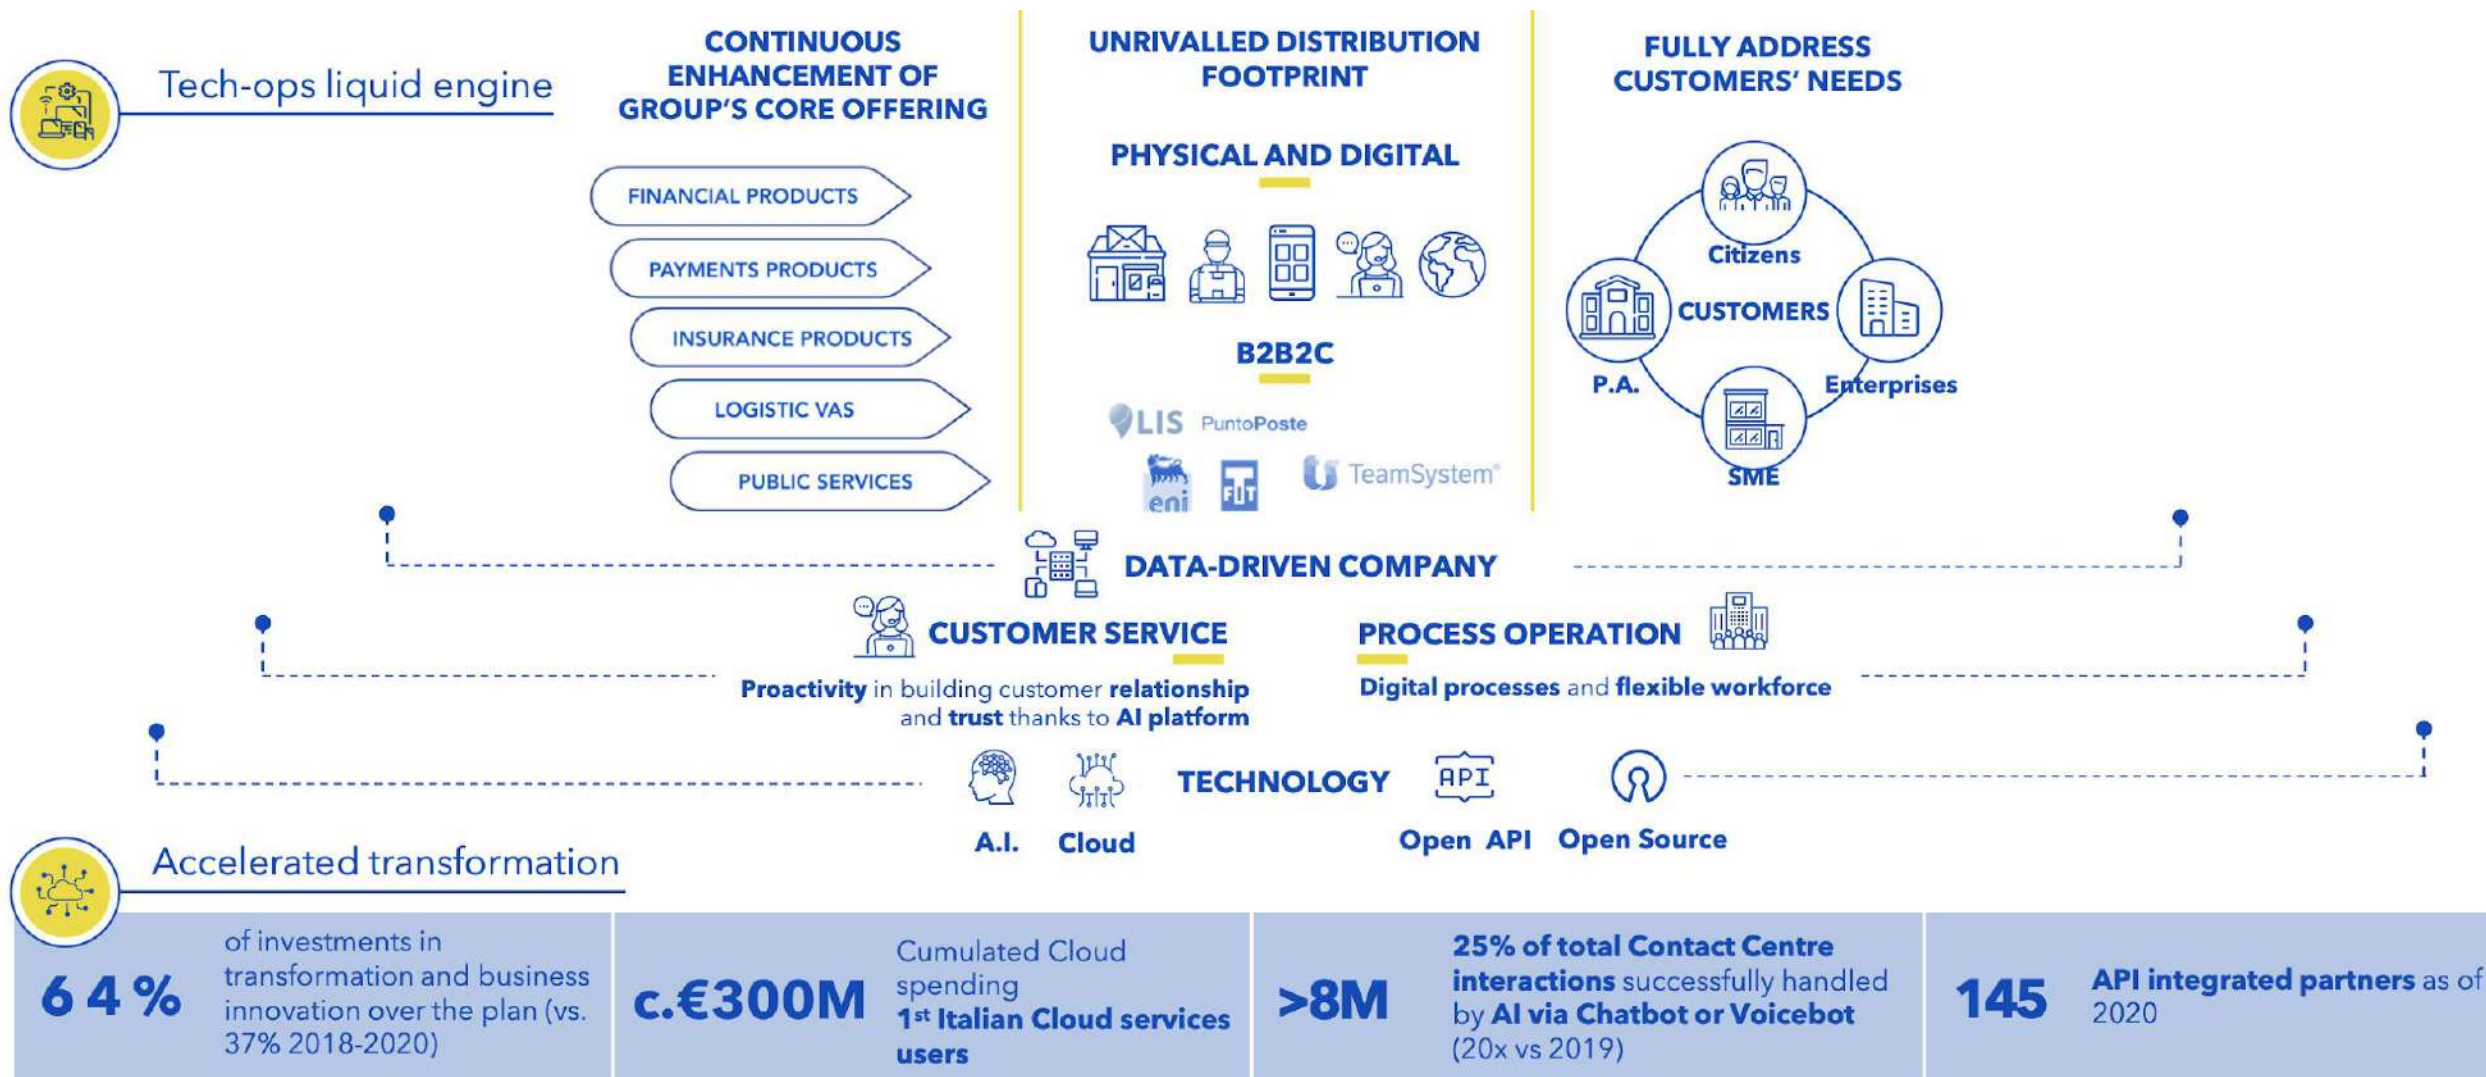 Tech-ops liquid engine
CONTINUOUS
ENHANCEMENT OF
GROUP'S CORE OFFERING
FINANCIAL PRODUCTS
PAYMENTS PRODUCTS
INSURANCE PRODUCTS
LOGISTIC VAS
PUBLIC SERVICES
UNRIVALLED DISTRIBUTION
FOOTPRINT
PHYSICAL AND DIGITAL
B2B2C
LIS PuntoPoste
eni
FIT
TeamSystem®
FULLY ADDRESS
CUSTOMERS' NEEDS
Citizens
CUSTOMERS
P.A.
Enterprises
SME
DATA-DRIVEN COMPANY
CUSTOMER SERVICE
Proactivity in building customer relationship
and trust thanks to AI platform
PROCESS OPERATION
Digital processes and flexible workforce
TECHNOLOGY
API
A.I.
Cloud
Open API
Open Source
Accelerated transformation
64%
of investments in
transformation and business
innovation over the plan (vs.
37% 2018-2020)
c.€300M
Cumulated Cloud
spending
1st Italian Cloud services
users
>8M
25% of total Contact Centre
interactions successfully handled
by AI via Chatbot or Voicebot
(20x vs 2019)
145
API integrated partners as of
2020